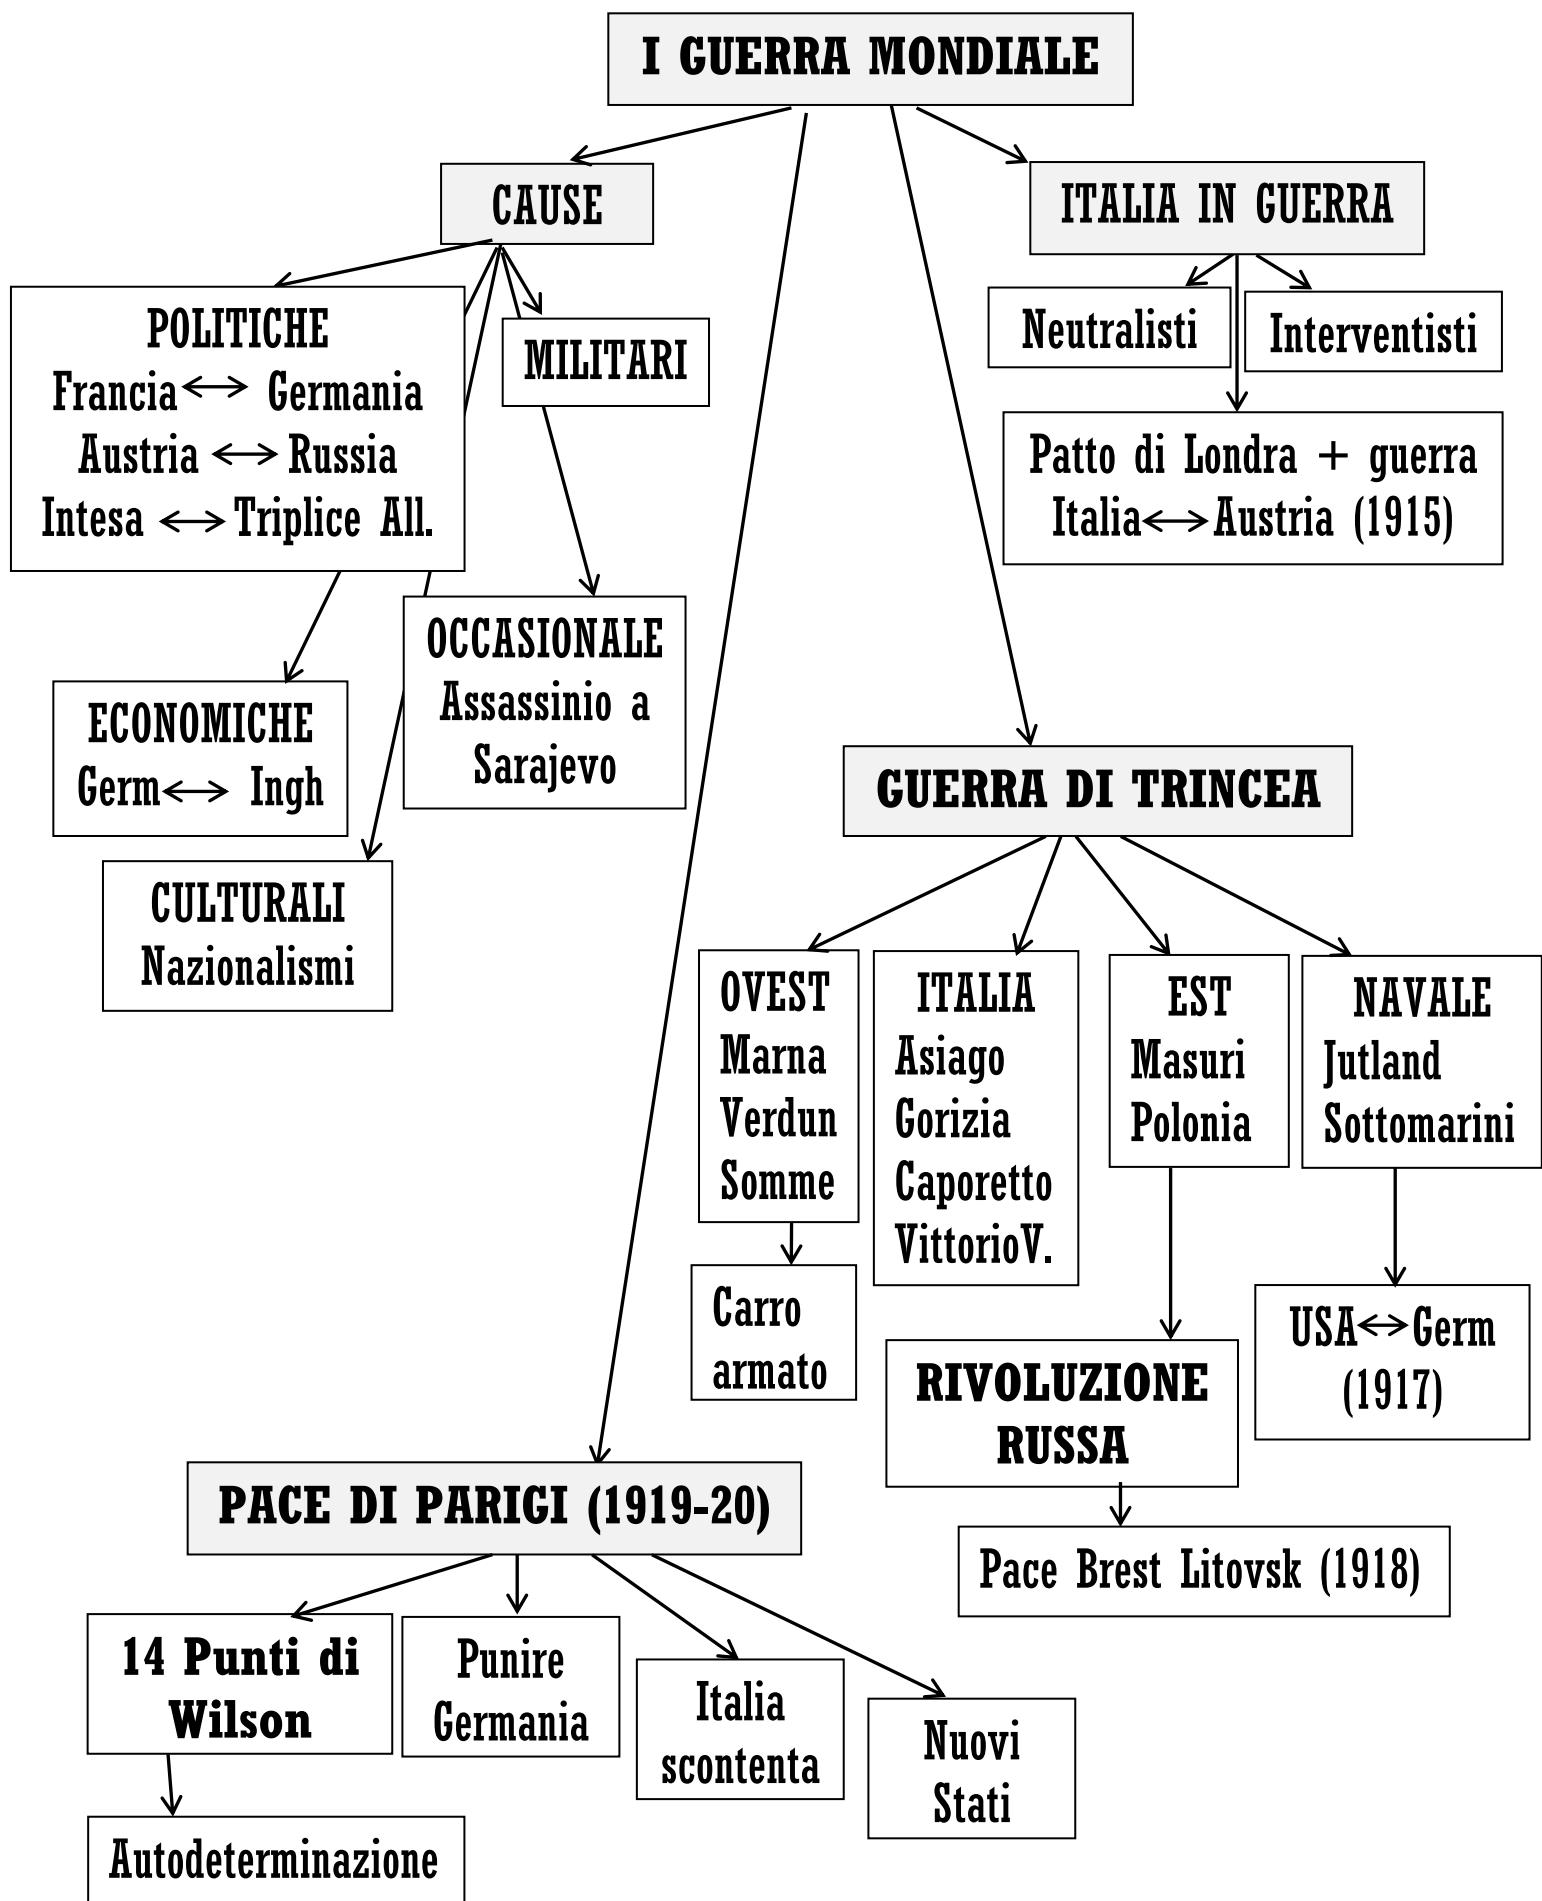 I GUERRA MONDIALE
CAUSE
ITALIA IN GUERRA
POLITICHE
Francia Germania
Austria Russia
Intesa Triplice All.
MILITARI
Neutralisti
Interventisti
Patto di Londra + guerra
Italia Austria (1915)
OCCASIONALE
Assassinio a
Sarajevo
ECONOMICHE
Germ Ingh
CULTURALI
Nazionalismi
GUERRA DI TRINCEA
OVEST
Marna
Verdun
Somme
ITALIA
Asiago
Gorizia
Caporetto
VittorioV.
EST
Masuri
Polonia
NAVALE
Jutland
Sottomarini
Carro
armato
USA Germ
(1917)
RIVOLUZIONE
RUSSA
Pace Brest Litovsk (1918)
PACE DI PARIGI (1919-20)
14 Punti di
Wilson
Punire
Germania
Italia
scontenta
Nuovi
Stati
Autodeterminazione